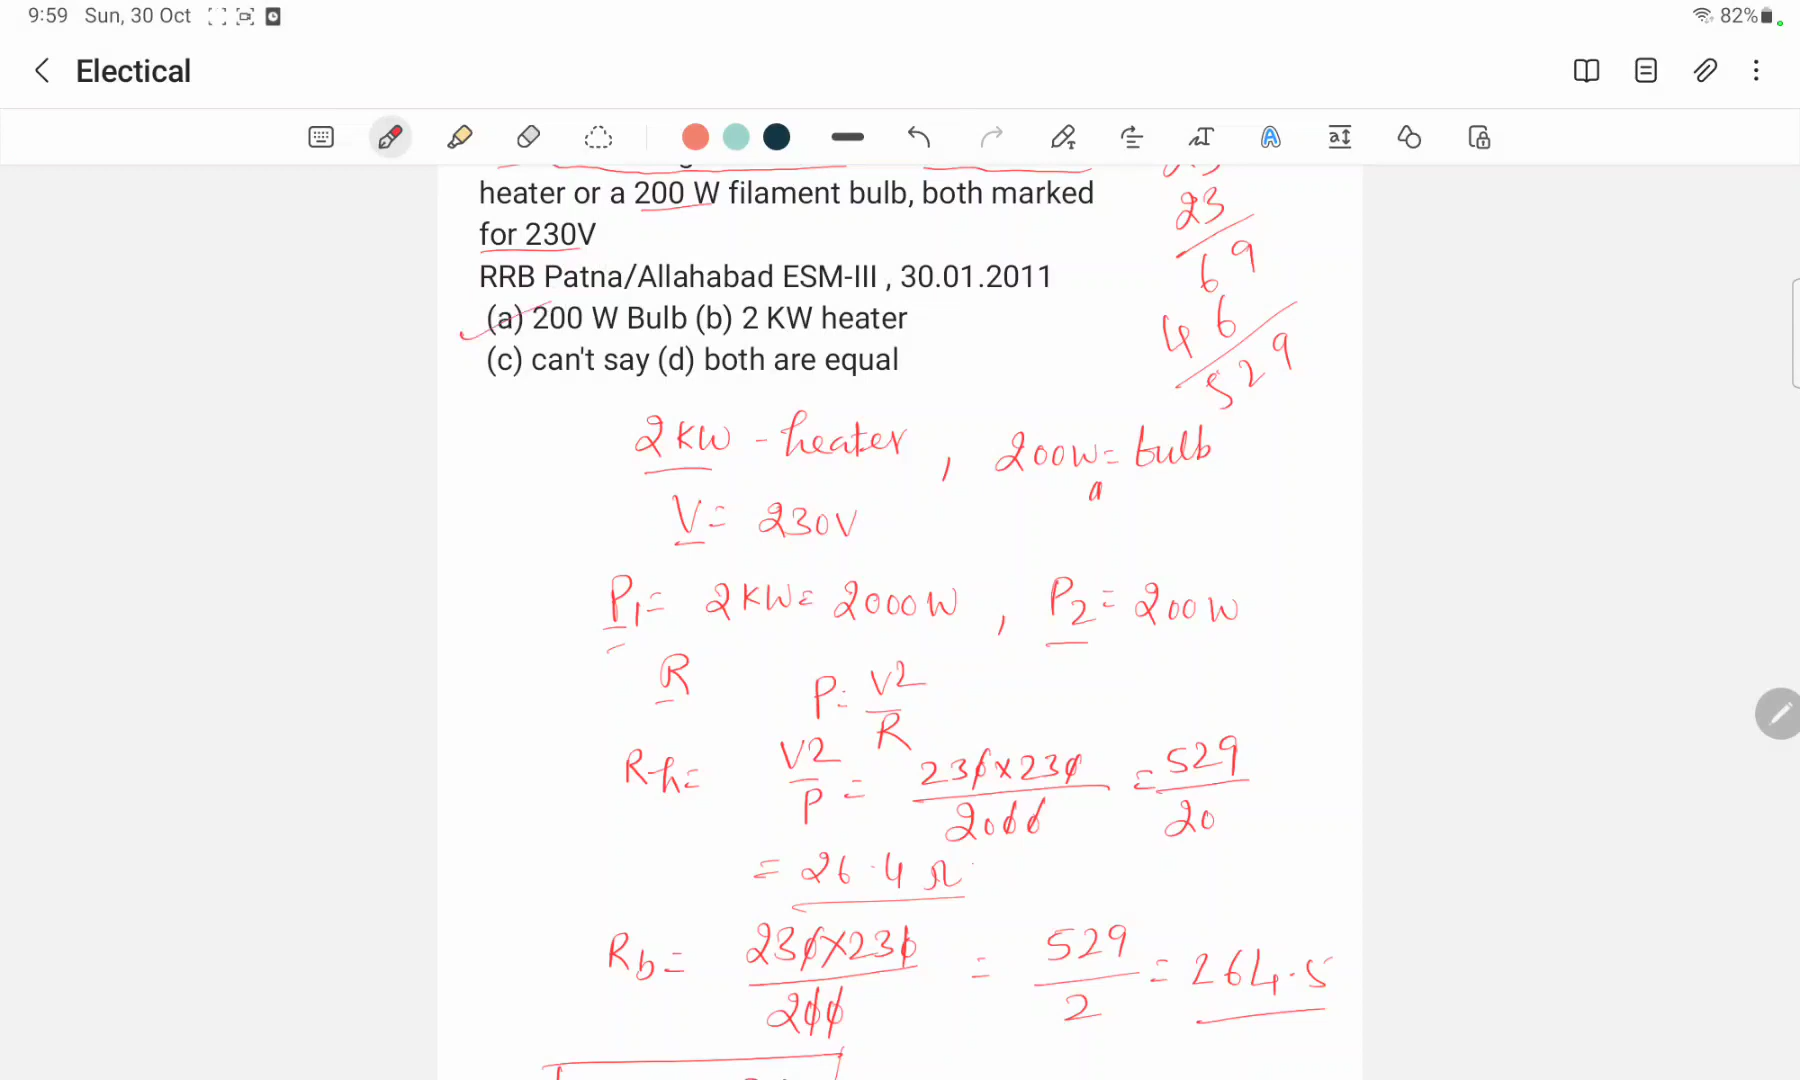 9:59 Sun, 30 Oct 82%
Electical
heater or a 200 W filament bulb, both marked
for 230V
RRB Patna/Allahabad ESM-III , 30.01.2011
(a) 200 W Bulb (b) 2 KW heater
(c) can't say (d) both are equal
23
69
46
529
2KW - heater , 200W = bulb
V = 230V
P1 = 2KW = 2000W , P2 = 200W
R P = V2/R
Rh = V2/P = 230x230/2000 = 529/20
= 26.4 Ω
Rb = 230x230/200 = 529/2 = 264.5